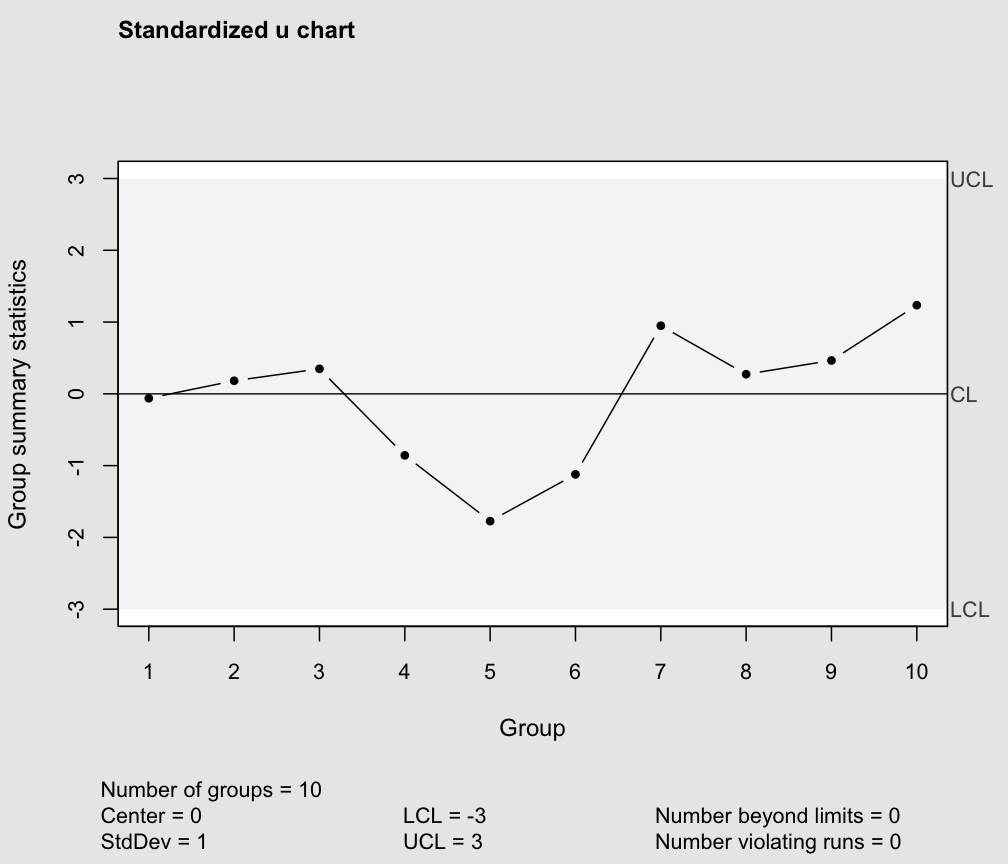 Standardized u chart
Group summary statistics
3
2
1
0
-1
-2
-3
UCL
CL
LCL
1 2 3 4 5 6 7 8 9 10
Group
Number of groups = 10
Center = 0 LCL = -3 Number beyond limits = 0
StdDev = 1 UCL = 3 Number violating runs = 0